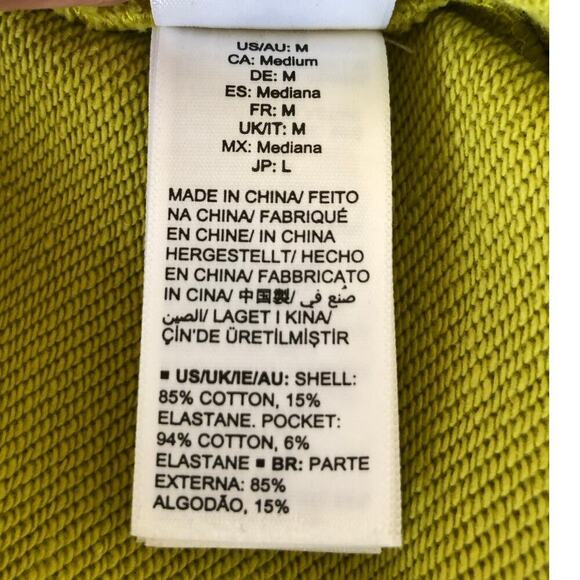 US/AU: M
CA: Medium
DE: M
ES: Mediana
FR: M
UK/IT: M
MX: Mediana
JP: L
MADE IN CHINA/ FEITO
NA CHINA/ FABRIQUÉ
EN CHINE/ IN CHINA
HERGESTELLT/ HECHO
EN CHINA/ FABBRICATO
IN CINA/ 中国製/ صُنع في
الصين/ LAGET I KINA/
ÇİN'DE ÜRETİLMİŞTİR
▪ US/UK/IE/AU: SHELL:
85% COTTON, 15%
ELASTANE. POCKET:
94% COTTON, 6%
ELASTANE ▪ BR: PARTE
EXTERNA: 85%
ALGODÃO, 15%